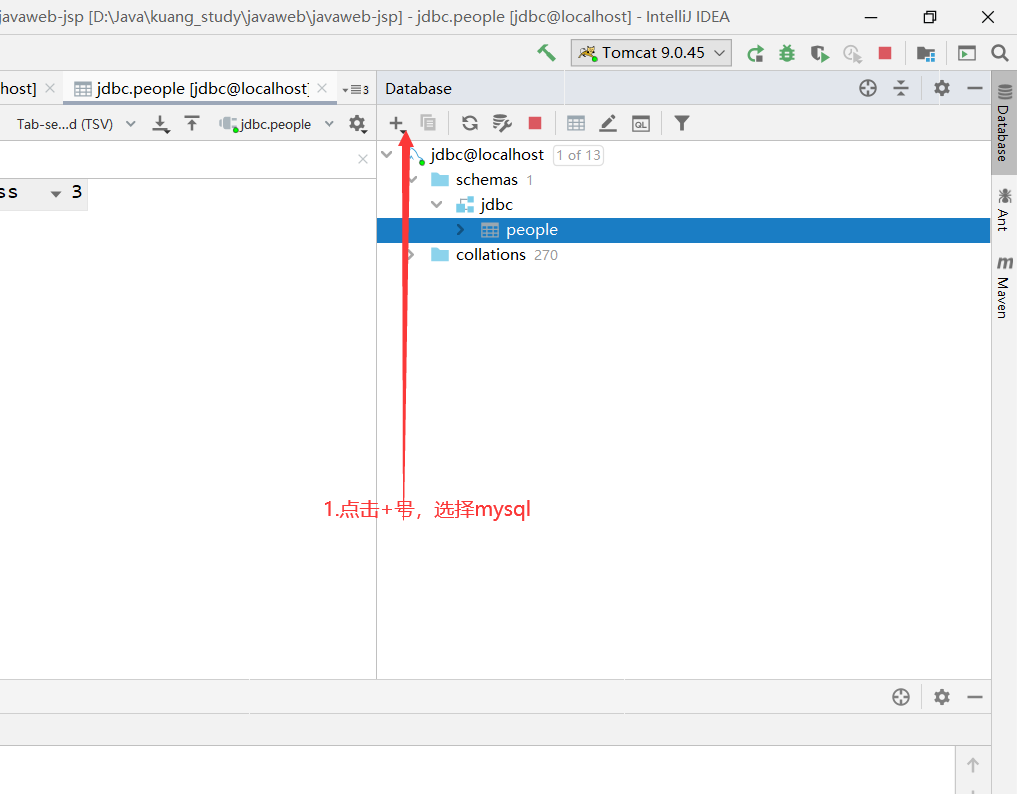 javaweb-jsp [D:\Java\kuang_study\javaweb\javaweb-jsp] - jdbc.people [jdbc@localhost] - IntelliJ IDEA
Tomcat 9.0.45
host] jdbc.people [jdbc@localhost] 3 Database
Tab-se...d (TSV) jdbc.people QL
jdbc@localhost 1 of 13
schemas 1
ss 3
jdbc
people
collations 270
1.点击+号，选择mysql
Database
Ant
m Maven